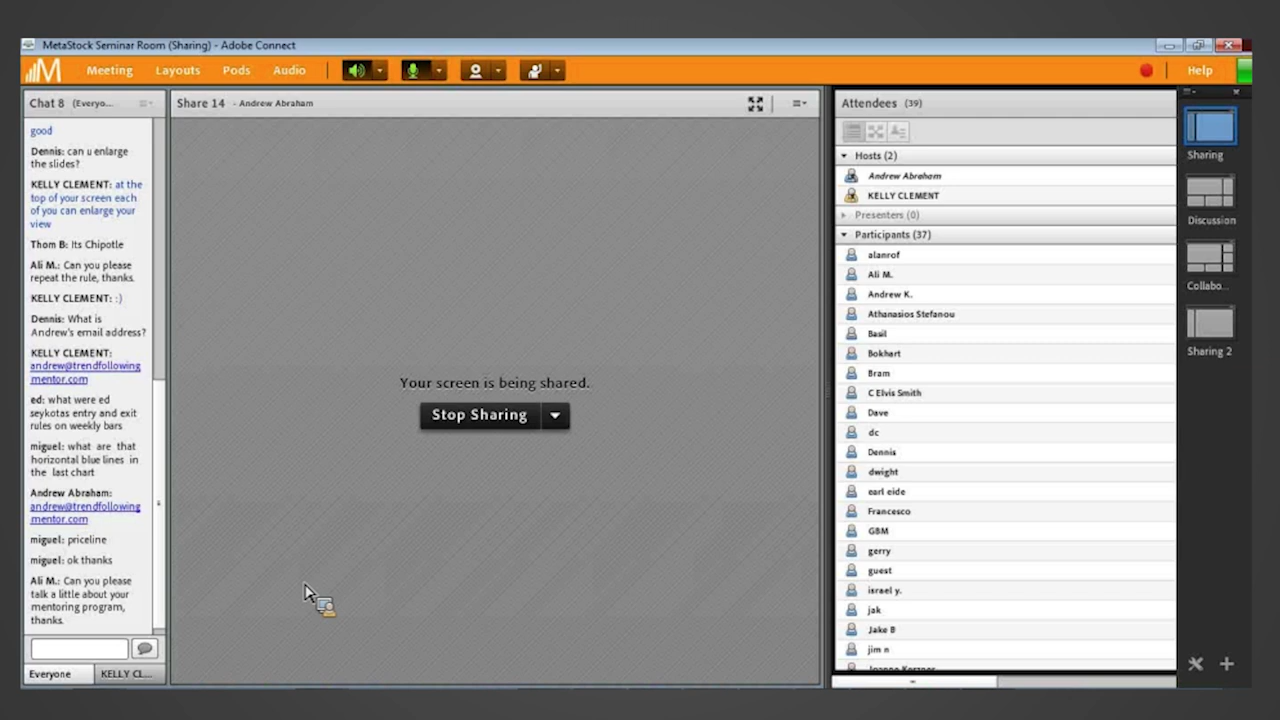 MetaStock Seminar Room (Sharing) - Adobe Connect
Meeting Layouts Pods Audio Help
Chat 8 (Everyo...
good
Dennis: can u enlarge
the slides?
KELLY CLEMENT: at the
top of your screen each
of you can enlarge your
view
Thom B: Its Chipotle
Ali M.: Can you please
repeat the rule, thanks.
KELLY CLEMENT: :)
Dennis: What is
Andrew's email address?
KELLY CLEMENT:
andrew@trendfollowing
mentor.com
ed: what were ed
seykotas entry and exit
rules on weekly bars
miguel: what are that
horizontal blue lines in
the last chart
Andrew Abraham:
andrew@trendfollowing
mentor.com
miguel: priceline
miguel: ok thanks
Ali M.: Can you please
talk a little about your
mentoring program,
thanks.
Everyone KELLY CL...
Share 14 - Andrew Abraham
Your screen is being shared.
Stop Sharing
Attendees (39)
Hosts (2)
Andrew Abraham
KELLY CLEMENT
Presenters (0)
Participants (37)
alanrof
Ali M.
Andrew K.
Athanasios Stefanou
Basil
Bokhart
Bram
C Elvis Smith
Dave
dc
Dennis
dwight
earl eide
Francesco
GBM
gerry
guest
israel y.
jak
Jake B
jim n
Sharing
Discussion
Collabo...
Sharing 2